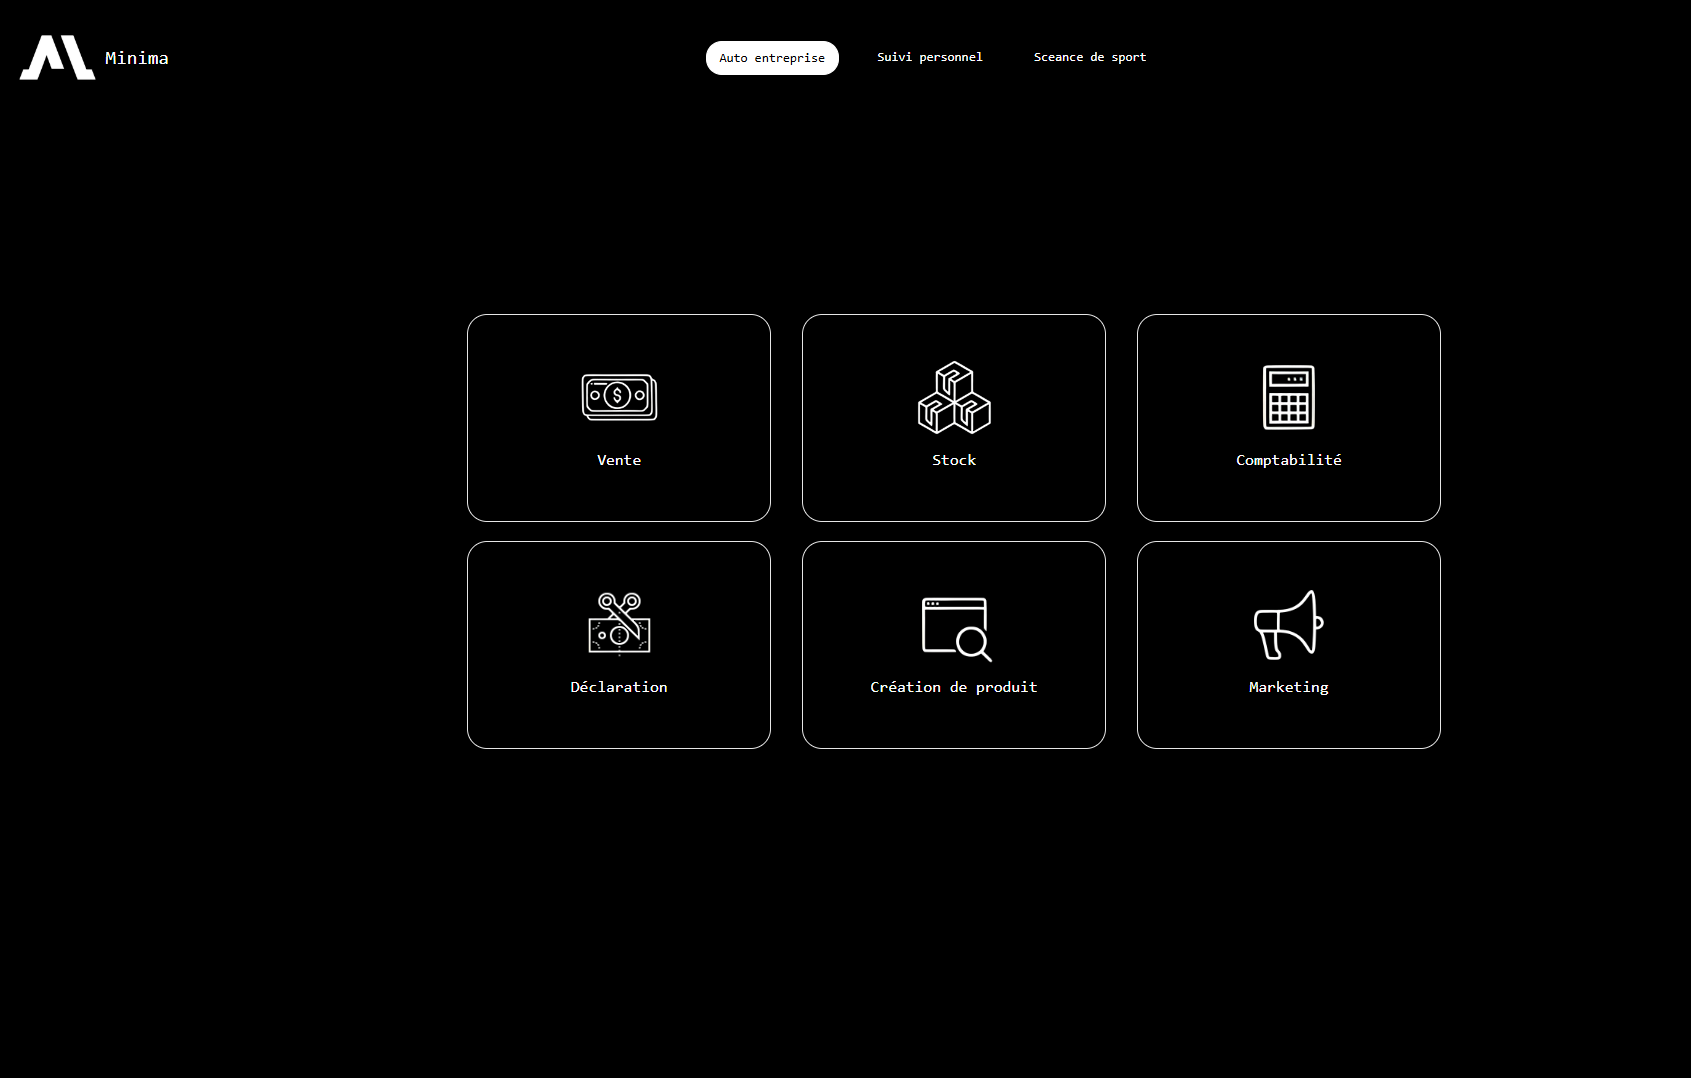 Minima
Auto entreprise
Suivi personnel
Sceance de sport
Vente
Stock
Comptabilité
Déclaration
Création de produit
Marketing